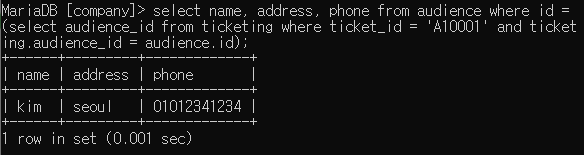 MariaDB [company]> select name, address, phone from audience where id =
(select audience_id from ticketing where ticket_id = 'A10001' and ticket
ing.audience_id = audience.id);
+------+---------+-------------+
| name | address | phone       |
+------+---------+-------------+
| kim  | seoul   | 01012341234 |
+------+---------+-------------+
1 row in set (0.001 sec)